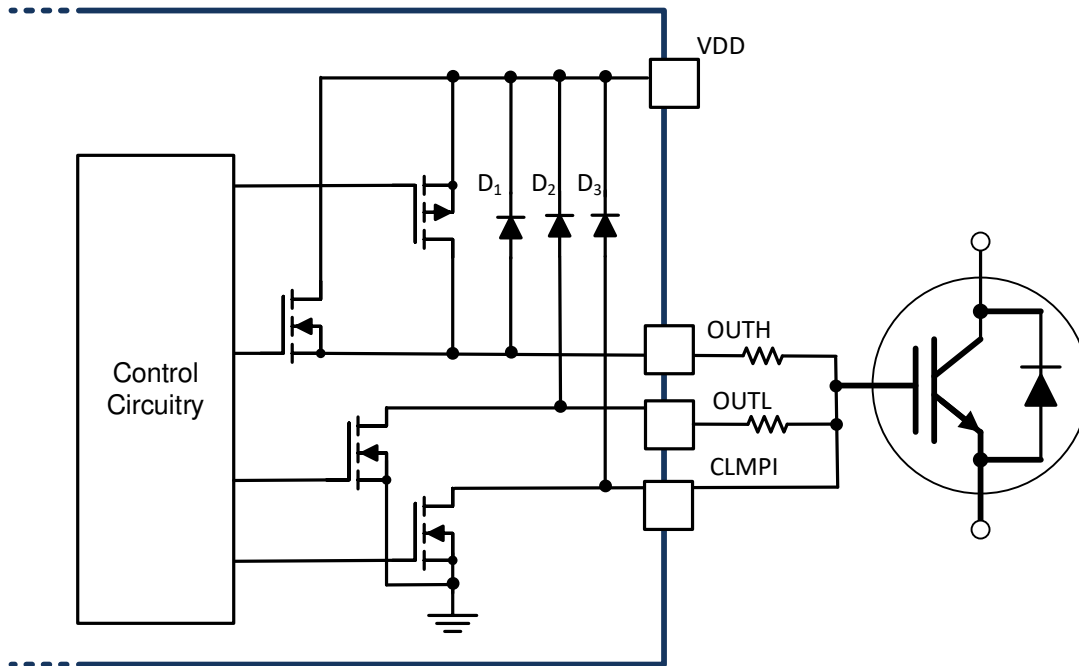 VDD
D₁ D₂ D₃
OUTH
Control
Circuitry
OUTL
CLMPI